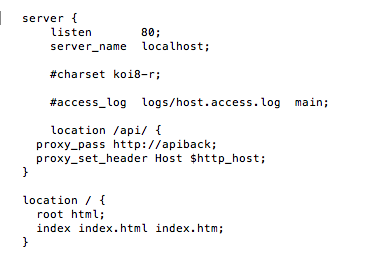 server {
    listen       80;
    server_name  localhost;

    #charset koi8-r;

    #access_log  logs/host.access.log  main;

    location /api/ {
  proxy_pass http://apiback;
  proxy_set_header Host $http_host;
}

location / {
  root html;
  index index.html index.htm;
}